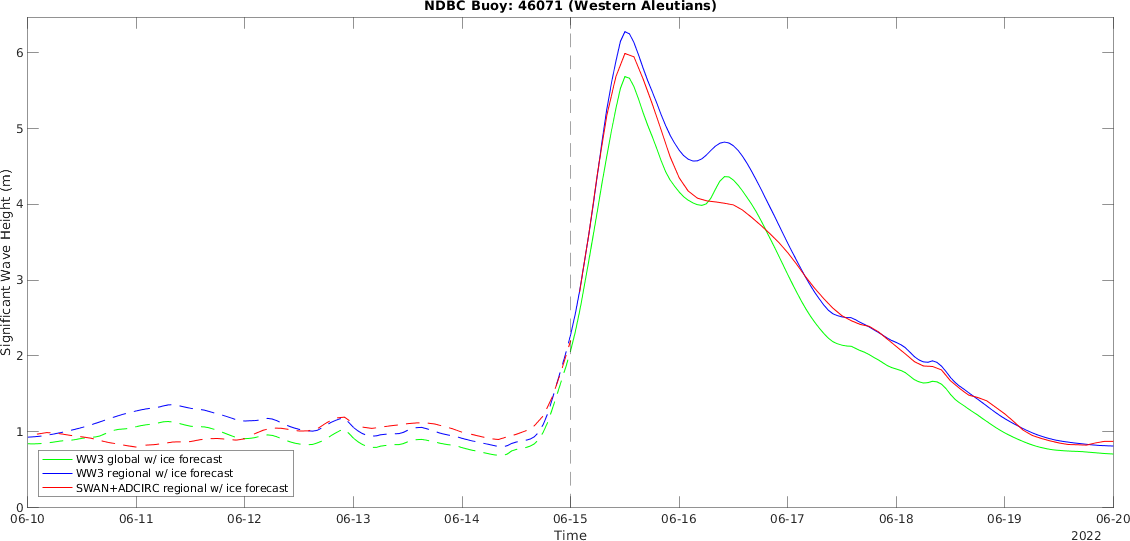 NDBC Buoy: 46071 (Western Aleutians)
Significant Wave Height (m)
6
5
4
3
2
1
0
WW3 global w/ ice forecast
WW3 regional w/ ice forecast
SWAN+ADCIRC regional w/ ice forecast
06-10 06-11 06-12 06-13 06-14 06-15 06-16 06-17 06-18 06-19 06-20
Time
2022